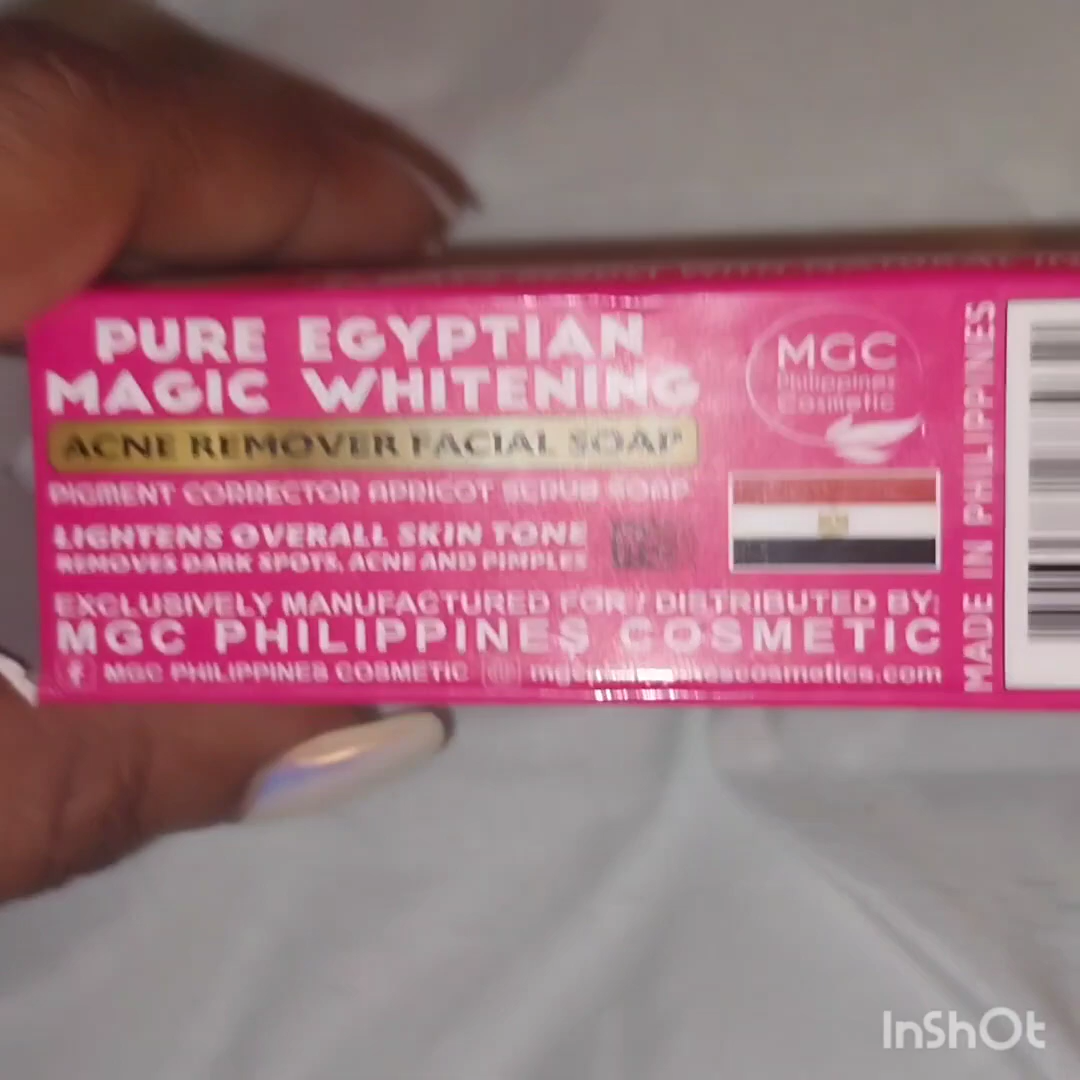 PURE EGYPTIAN
MAGIC WHITENING
ACNE REMOVER FACIAL SOAP
PIGMENT CORRECTOR APRICOT SCRUB SOAP
LIGHTENS OVERALL SKIN TONE
REMOVES DARK SPOTS, ACNE AND PIMPLES
EXCLUSIVELY MANUFACTURED FOR / DISTRIBUTED BY:
MGC PHILIPPINES COSMETIC
MGC PHILIPPINES COSMETIC
MGC
Philippines
Cosmetic
MADE IN PHILIPPINES
InShOt